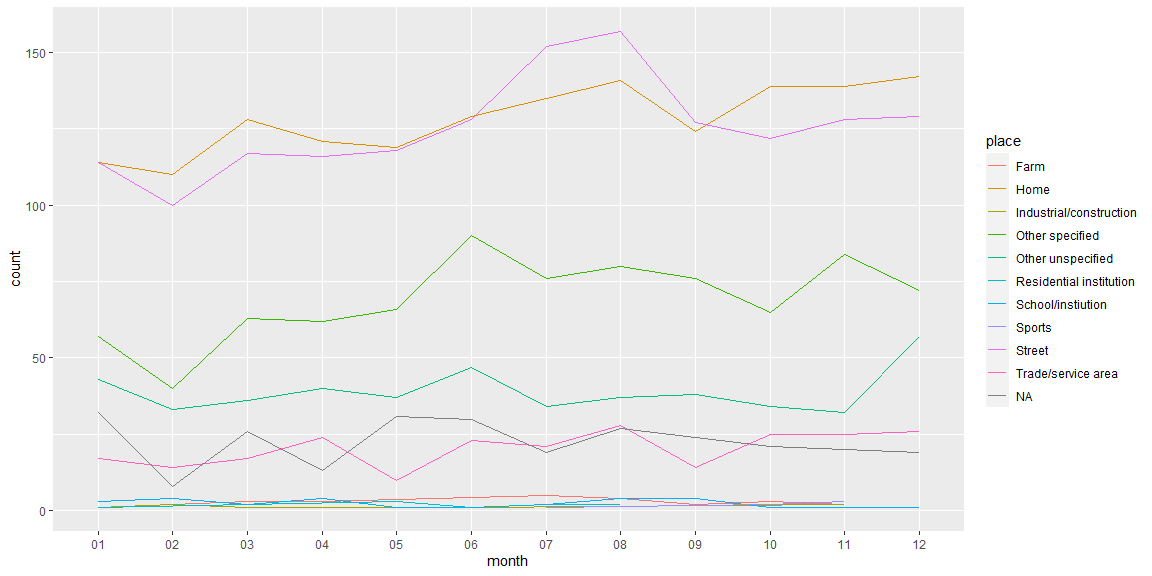 150
100
50
0
count
01 02 03 04 05 06 07 08 09 10 11 12
month
place
Farm
Home
Industrial/construction
Other specified
Other unspecified
Residential institution
School/instiution
Sports
Street
Trade/service area
NA